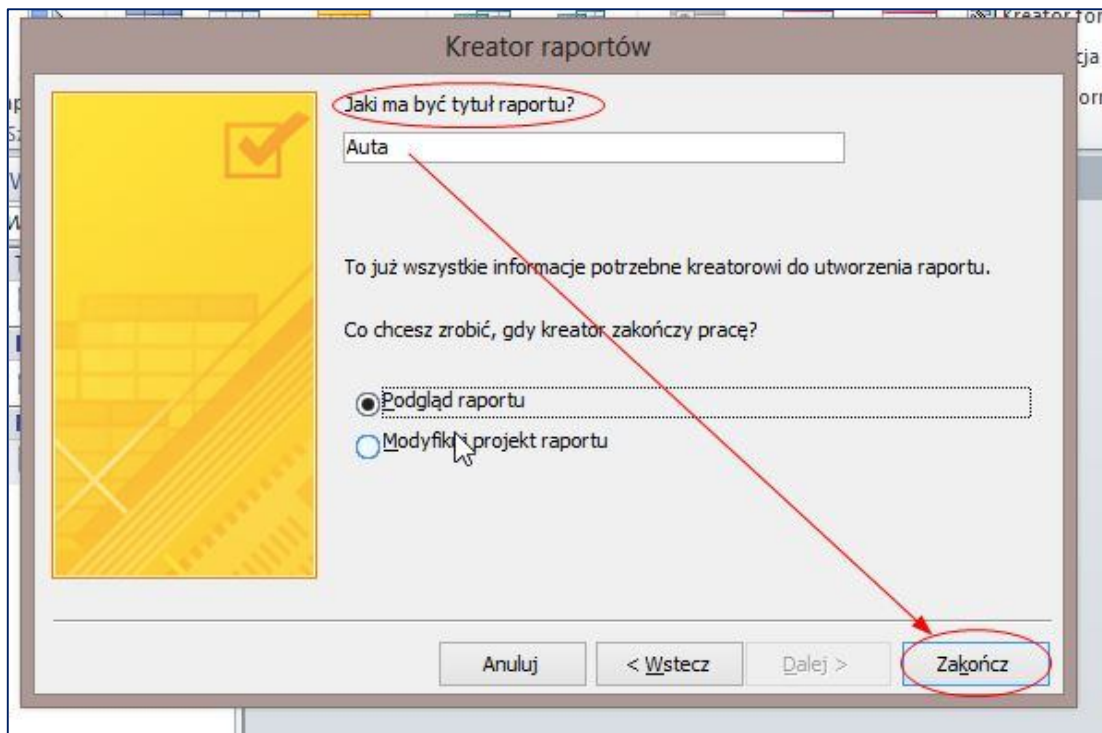 Kreator raportów
Jaki ma być tytuł raportu?
Auta
To już wszystkie informacje potrzebne kreatorowi do utworzenia raportu.
Co chcesz zrobić, gdy kreator zakończy pracę?
Podgląd raportu
projekt raportu
Anuluj
< Wstecz
Dalej >
Zakończ